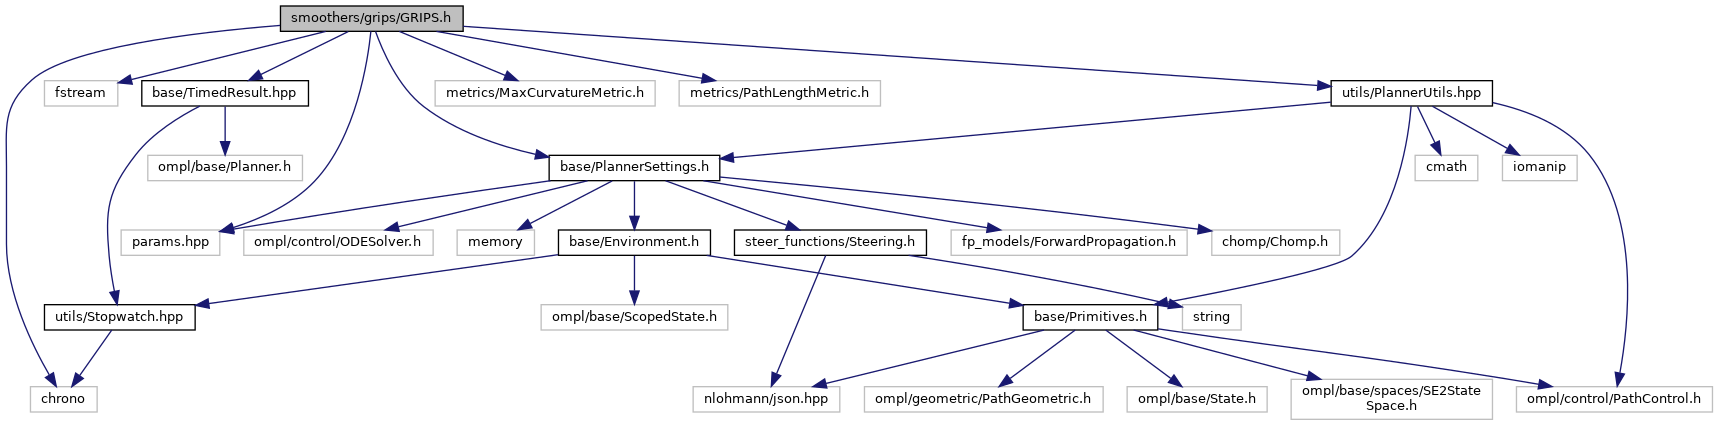 smoothers/grips/GRIPS.h
fstream
base/TimedResult.hpp
metrics/MaxCurvatureMetric.h
metrics/PathLengthMetric.h
utils/PlannerUtils.hpp
ompl/base/Planner.h
base/PlannerSettings.h
cmath
iomanip
params.hpp
ompl/control/ODESolver.h
memory
base/Environment.h
steer_functions/Steering.h
fp_models/ForwardPropagation.h
chomp/Chomp.h
utils/Stopwatch.hpp
ompl/base/ScopedState.h
base/Primitives.h
string
chrono
nlohmann/json.hpp
ompl/geometric/PathGeometric.h
ompl/base/State.h
ompl/base/spaces/SE2State
Space.h
ompl/control/PathControl.h